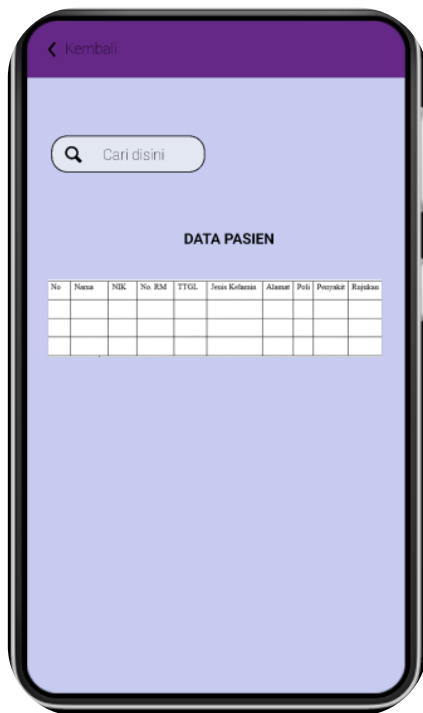 Kembali
Cari disini
DATA PASIEN
No Nama NIK No. RM TTGL Jenis Kelamin Alamat Poli Penyakit Rujukan